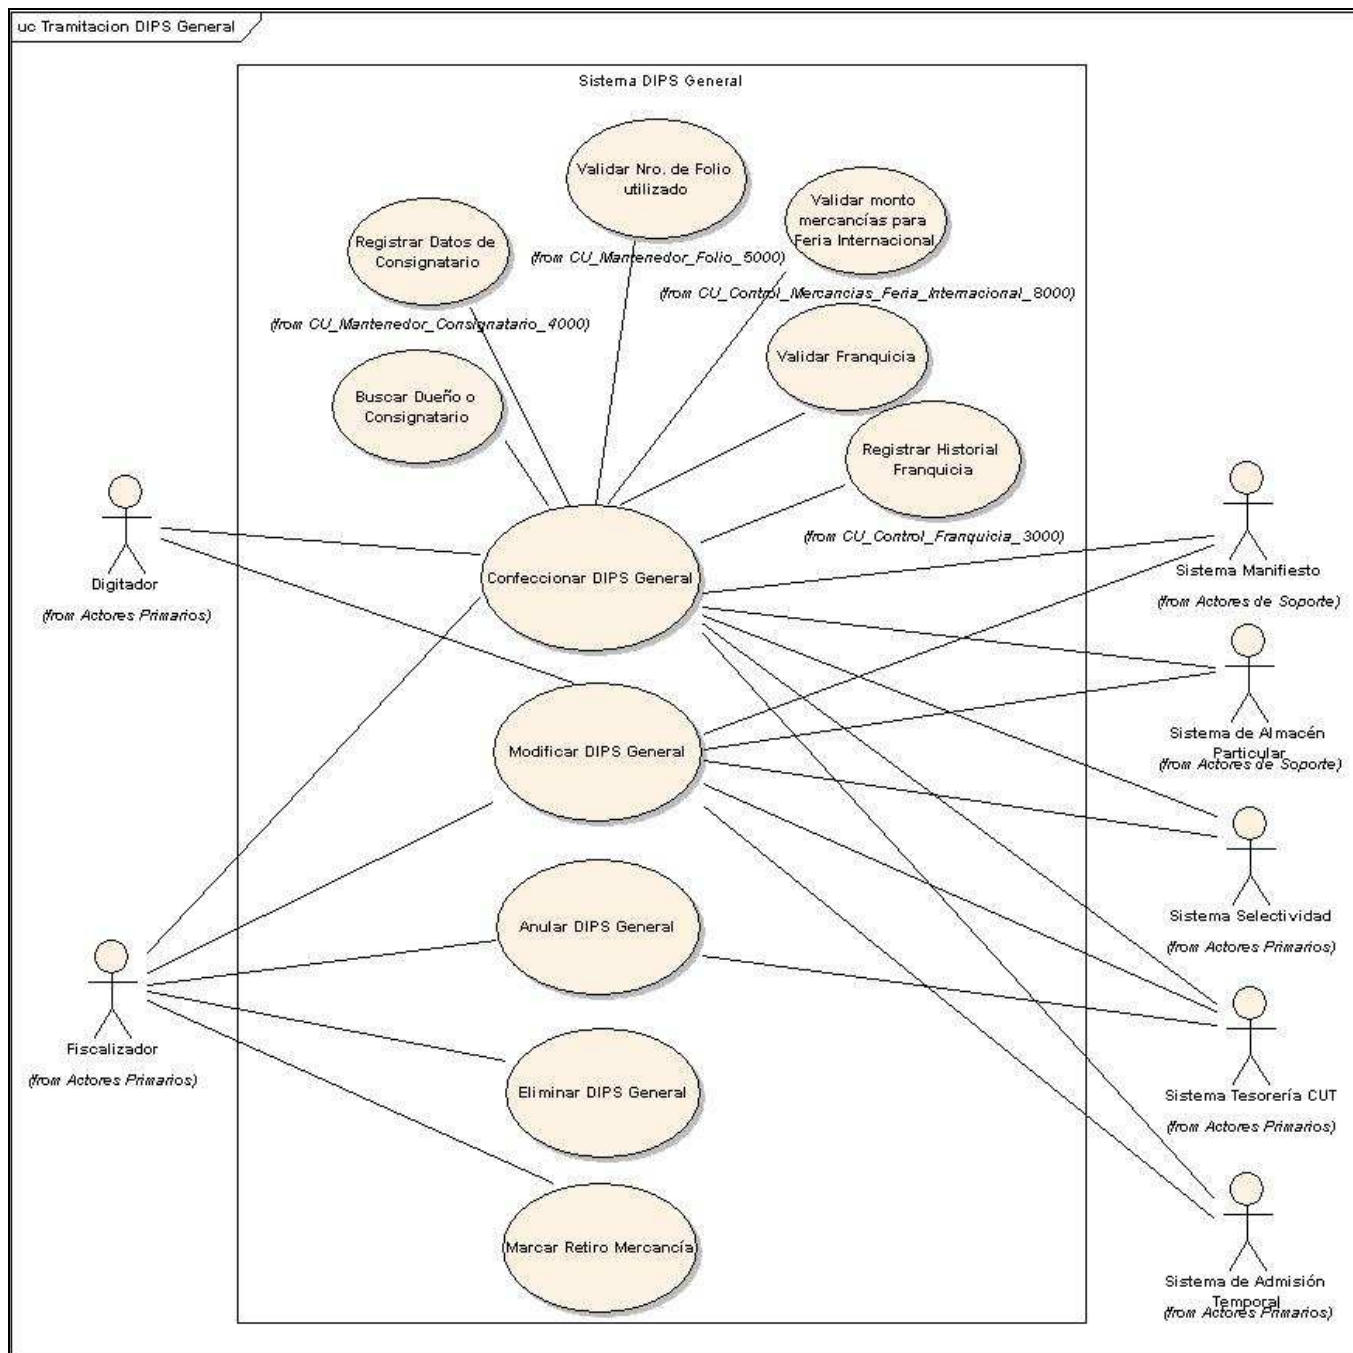 uc Tramitacion DIPS General
Sistema DIPS General
Validar Nro. de Folio
utilizado
(from CU_Mantenedor_Folio_5000)
Validar monto
mercancías para
Feria Internacional
(from CU_Control_Mercancias_Feria_Internacional_8000)
Registrar Datos de
Consignatario
(from CU_Mantenedor_Consignatario_4000)
Validar Franquicia
Buscar Dueño o
Consignatario
Registrar Historial
Franquicia
(from CU_Control_Franquicia_3000)
Digitador
(from Actores Primarios)
Confeccionar DIPS General
Sistema Manifiesto
(from Actores de Soporte)
Modificar DIPS General
Sistema de Almacén
Particular
(from Actores de Soporte)
Anular DIPS General
Sistema Selectividad
(from Actores Primarios)
Fiscalizador
(from Actores Primarios)
Eliminar DIPS General
Sistema Tesorería CUT
(from Actores Primarios)
Marcar Retiro Mercancía
Sistema de Admisión
Temporal
(from Actores Primarios)